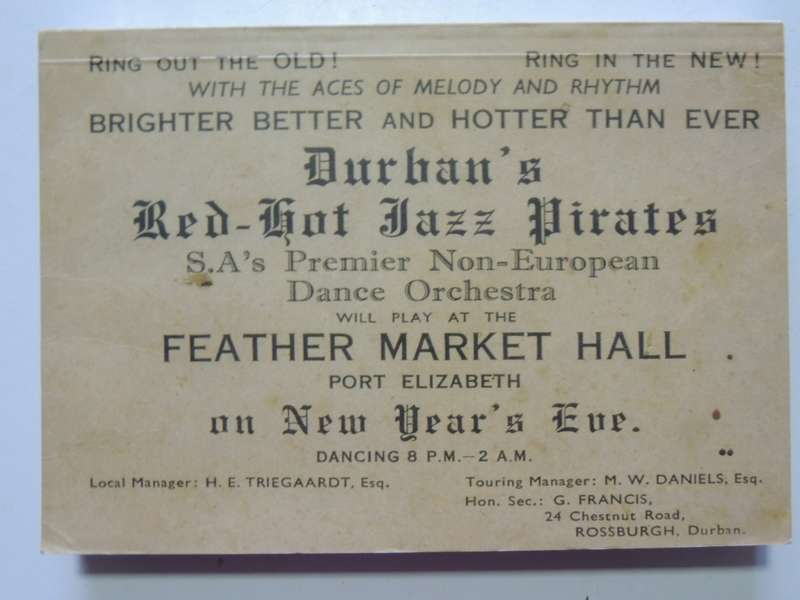 RING OUT THE OLD! RING IN THE NEW!
WITH THE ACES OF MELODY AND RHYTHM
BRIGHTER BETTER AND HOTTER THAN EVER
Durban's
Red-Hot Jazz Pirates
S.A's Premier Non-European
Dance Orchestra
WILL PLAY AT THE
FEATHER MARKET HALL
PORT ELIZABETH
on New Year's Eve.
DANCING 8 P.M.—2 A.M.
Local Manager: H. E. TRIEGAARDT, Esq. Touring Manager: M. W. DANIELS, Esq.
Hon. Sec.: G. FRANCIS,
24 Chestnut Road,
ROSSBURGH, Durban.